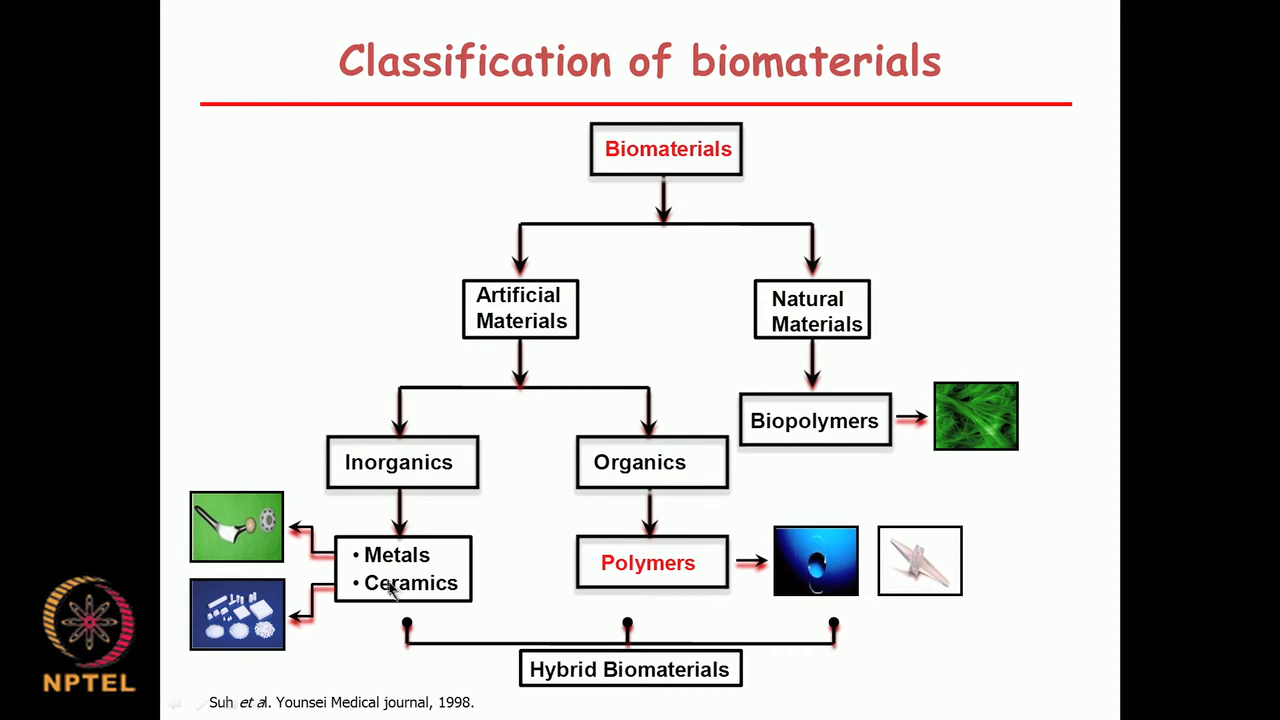 Classification of biomaterials
Biomaterials
Artificial
Materials
Natural
Materials
Biopolymers
Inorganics
Organics
• Metals
• Ceramics
Polymers
Hybrid Biomaterials
NPTEL
Suh et al. Younsei Medical journal, 1998.